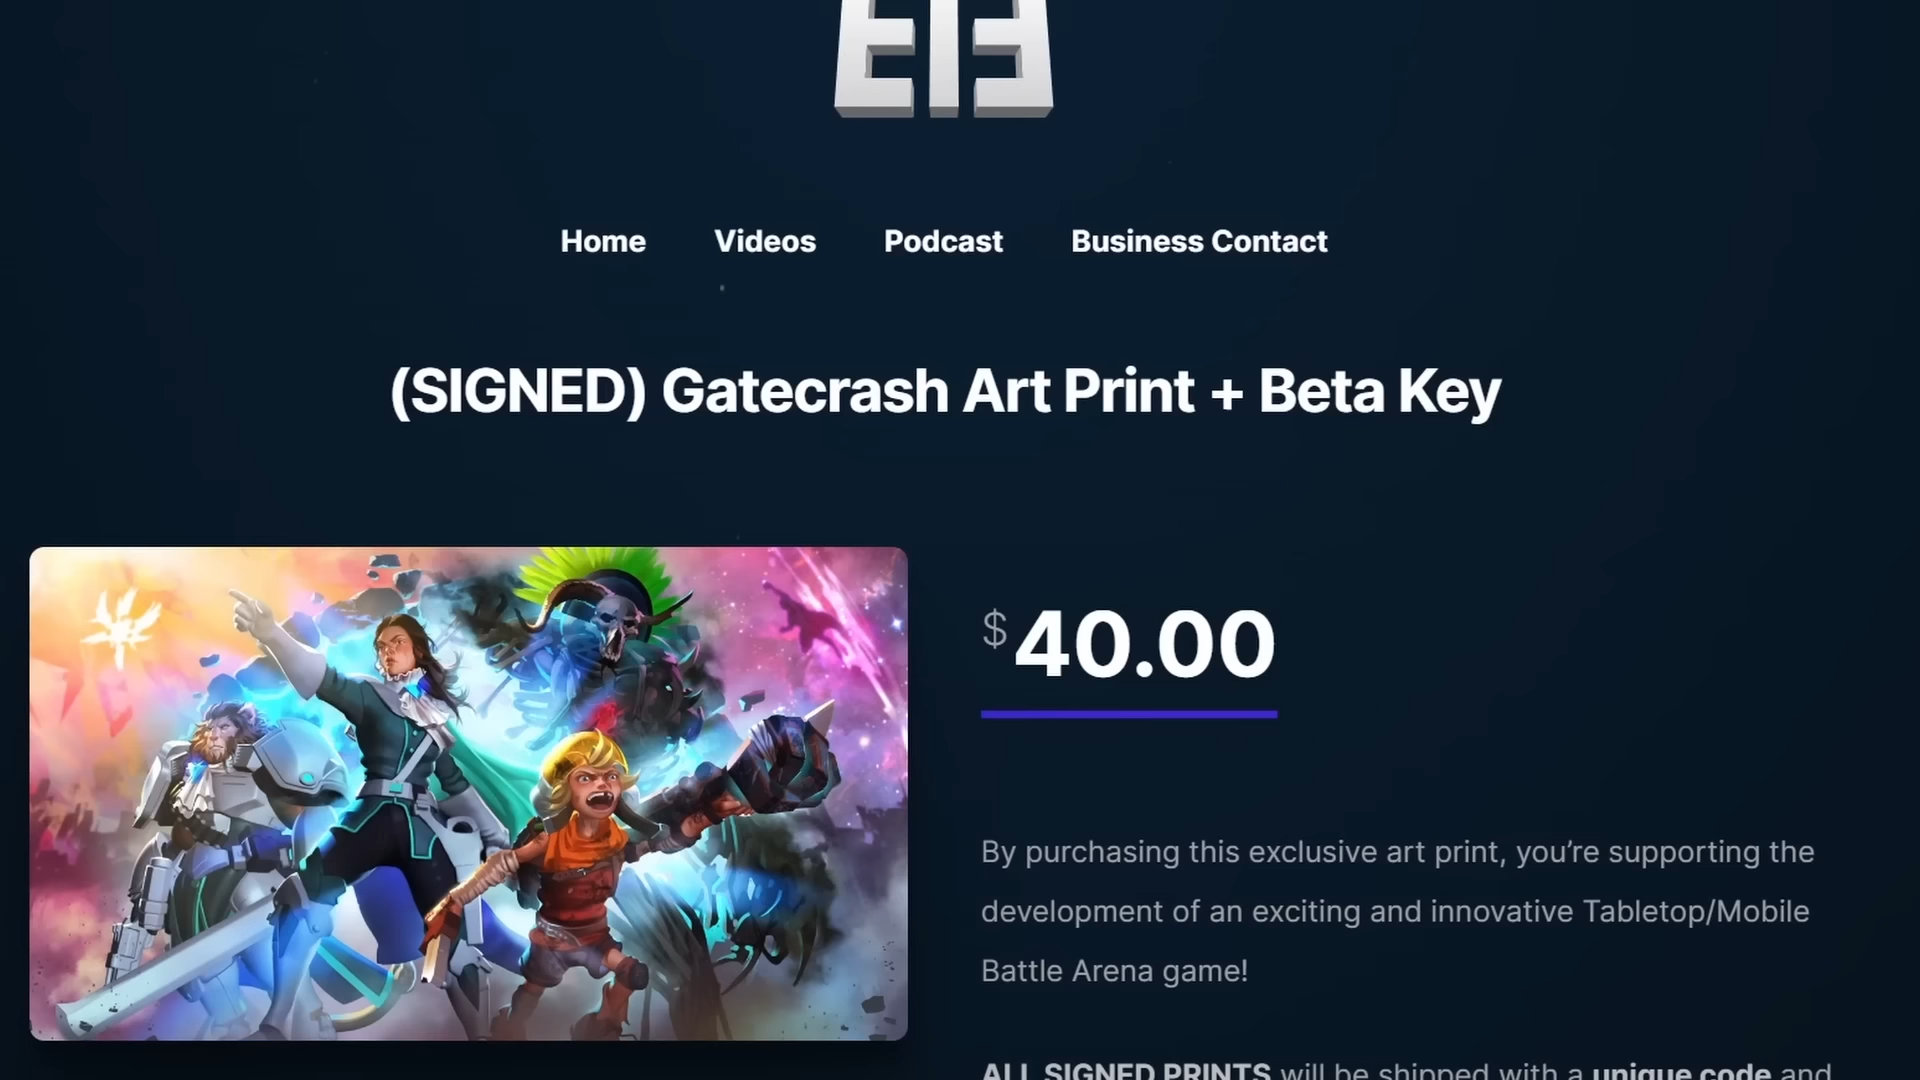 Home Videos Podcast Business Contact
(SIGNED) Gatecrash Art Print + Beta Key
$40.00
By purchasing this exclusive art print, you’re supporting the
development of an exciting and innovative Tabletop/Mobile
Battle Arena game!
ALL SIGNED PRINTS will be shipped with a unique code and